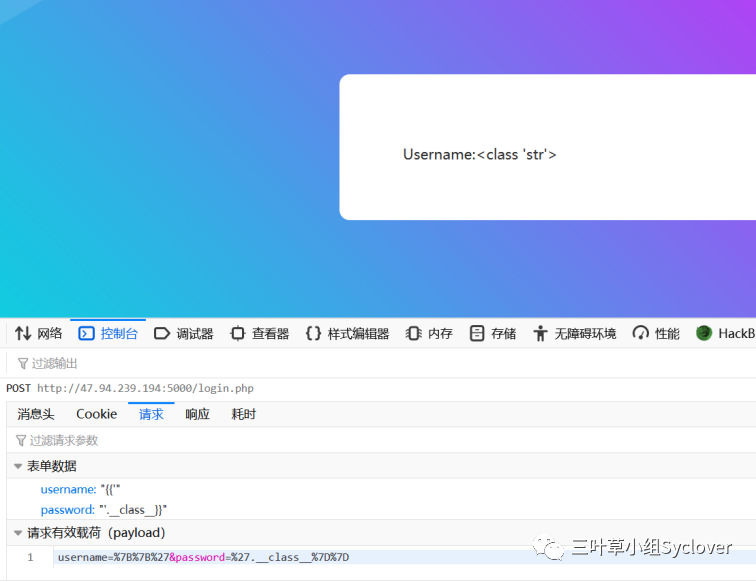 Username:<class 'str'>
网络 控制台 调试器 查看器 样式编辑器 内存 存储 无障碍环境 性能 HackB
过滤输出
POST http://47.94.239.194:5000/login.php
消息头 Cookie 请求 响应 耗时
过滤请求参数
表单数据
username: "{{'"
password: "'.__class__}}"
请求有效载荷（payload）
1 username=%7B%7B%27&password=%27.__class__%7D%7D
三叶草小组Syclover